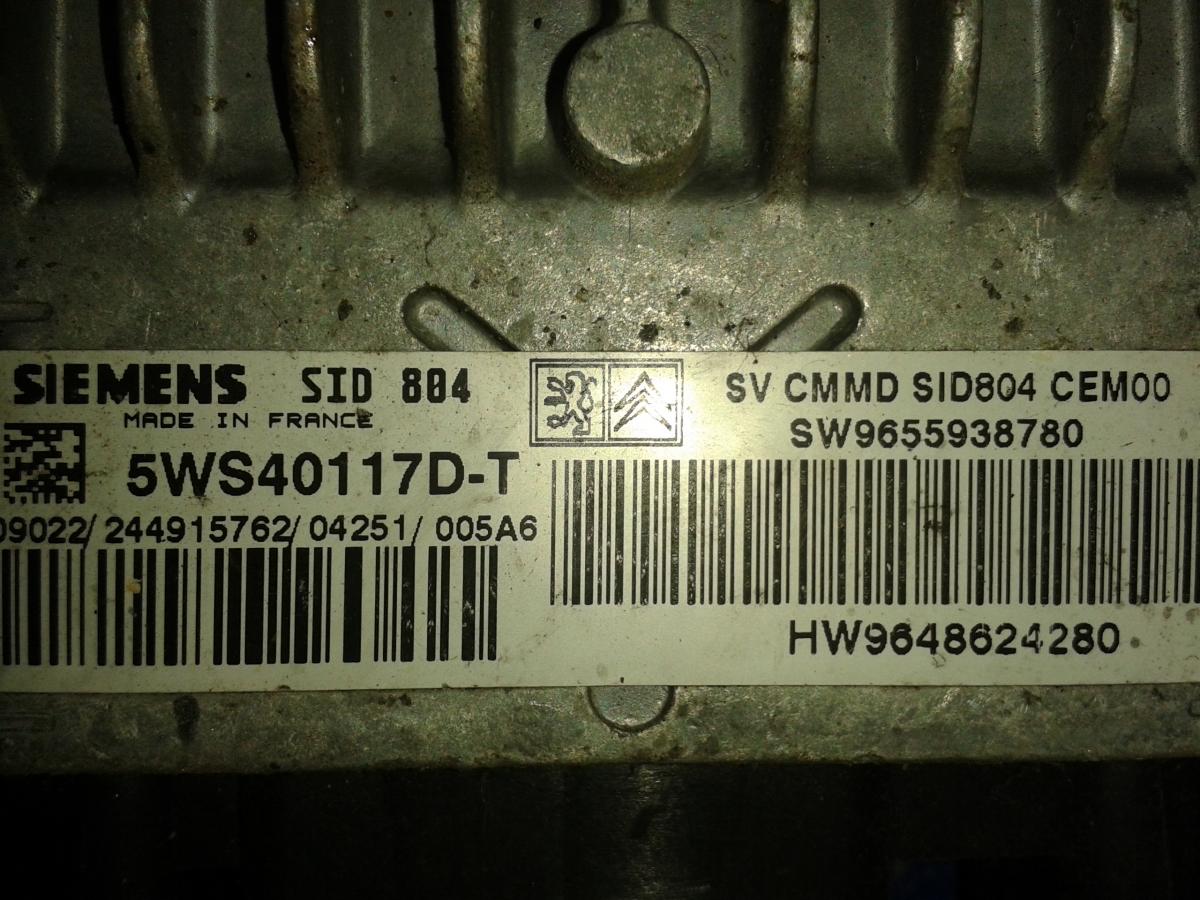 SIEMENS SID 804
MADE IN FRANCE
5WS40117D-T
09022/244915762/04251/005A6
SV CMMD SID804 CEM00
SW9655938780
HW9648624280